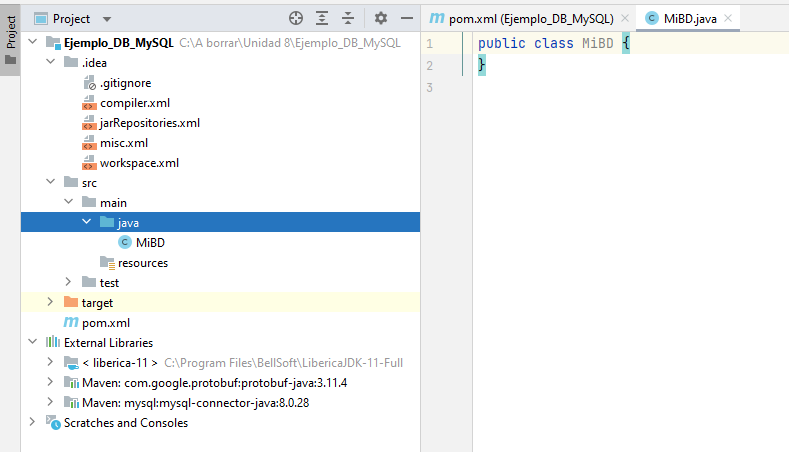 Project
Project
Ejemplo_DB_MySQL C:\A borrar\Unidad 8\Ejemplo_DB_MySQL
.idea
.gitignore
compiler.xml
jarRepositories.xml
misc.xml
workspace.xml
src
main
java
C MiBD
resources
test
target
m pom.xml
External Libraries
< liberica-11 > C:\Program Files\BellSoft\LibericaJDK-11-Full
Maven: com.google.protobuf:protobuf-java:3.11.4
Maven: mysql:mysql-connector-java:8.0.28
Scratches and Consoles
m pom.xml (Ejemplo_DB_MySQL) C MiBD.java
1 public class MiBD {
2 }
3